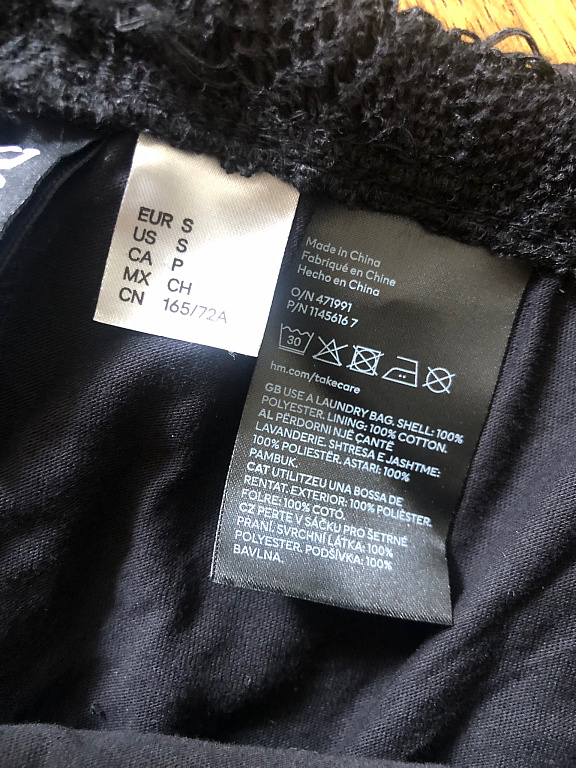 EUR S
US S
CA P
MX CH
CN 165/72A
Made in China
Fabriqué en Chine
Hecho en China
O/N 471991
P/N 1145616 7
30
hm.com/takecare
GB USE A LAUNDRY BAG. SHELL: 100%
POLYESTER. LINING: 100% COTTON.
AL PËRDORNI NJË ÇANTË
LAVANDERIE. SHTRESA E JASHTME:
100% POLIESTËR. ASTARI: 100%
PAMBUK.
CAT UTILITZEU UNA BOSSA DE
RENTAT. EXTERIOR: 100% POLIÈSTER.
FOLRE: 100% COTÓ.
CZ PERTE V SÁČKU PRO ŠETRNÉ
PRANÍ. SVRCHNÍ LÁTKA: 100%
POLYESTER. PODŠÍVKA: 100%
BAVLNA.